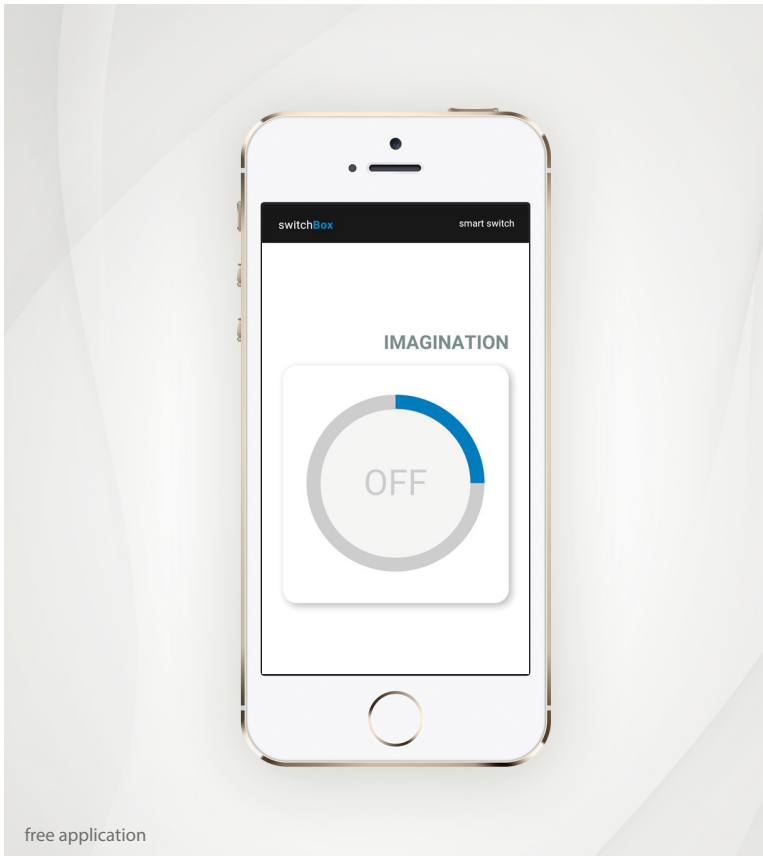 switchBox
smart switch
IMAGINATION
OFF
free application